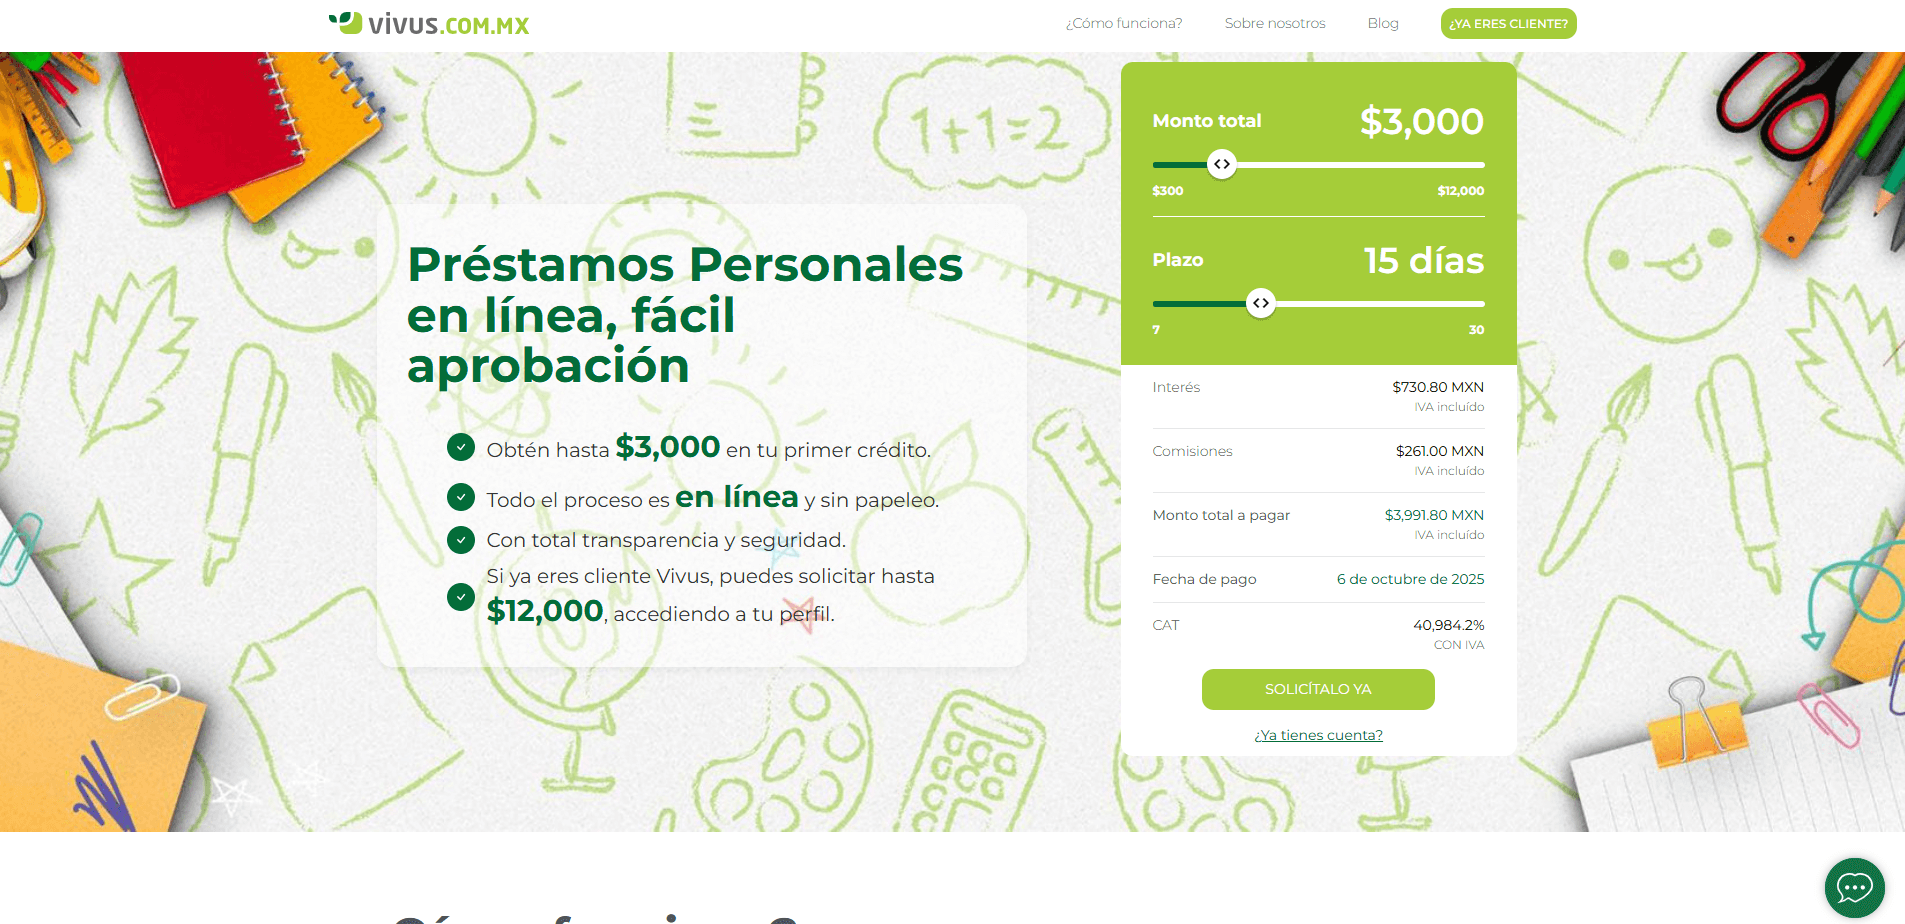 vivus.COM.MX
¿Cómo funciona?
Sobre nosotros
Blog
¿YA ERES CLIENTE?
1+1=2
Préstamos Personales
en línea, fácil
aprobación
Obtén hasta $3,000 en tu primer crédito.
Todo el proceso es en línea y sin papeleo.
Con total transparencia y seguridad.
Si ya eres cliente Vivus, puedes solicitar hasta
$12,000, accediendo a tu perfil.
Monto total $3,000
$300 $12,000
Plazo 15 días
7 30
Interés $730.80 MXN
IVA incluído
Comisiones $261.00 MXN
IVA incluído
Monto total a pagar $3,991.80 MXN
IVA incluído
Fecha de pago 6 de octubre de 2025
CAT 40,984.2%
CON IVA
SOLICÍTALO YA
¿Ya tienes cuenta?